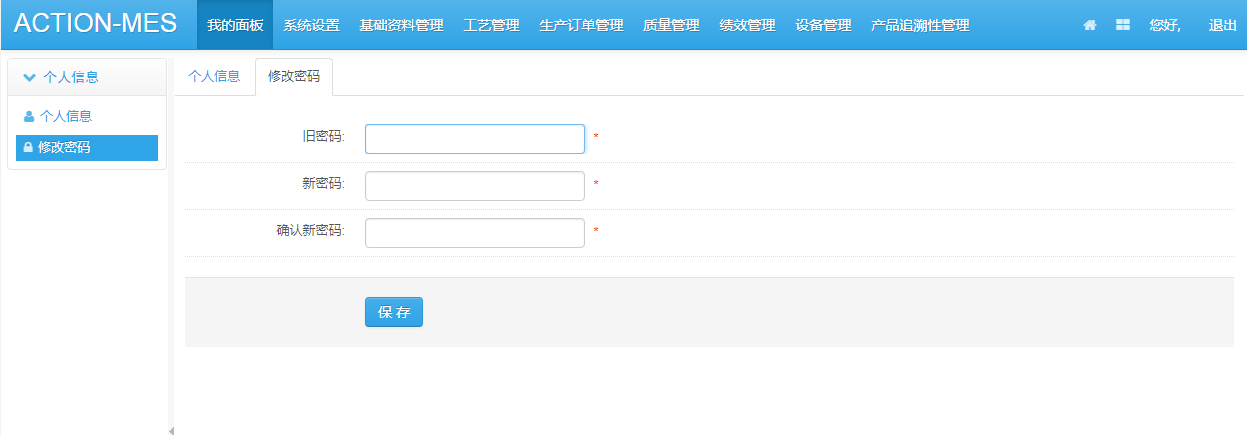 ACTION-MES 我的面板 系统设置 基础资料管理 工艺管理 生产订单管理 质量管理 绩效管理 设备管理 产品追溯性管理 您好, 退出
个人信息
个人信息
修改密码
个人信息 修改密码
旧密码: *
新密码: *
确认新密码: *
保 存